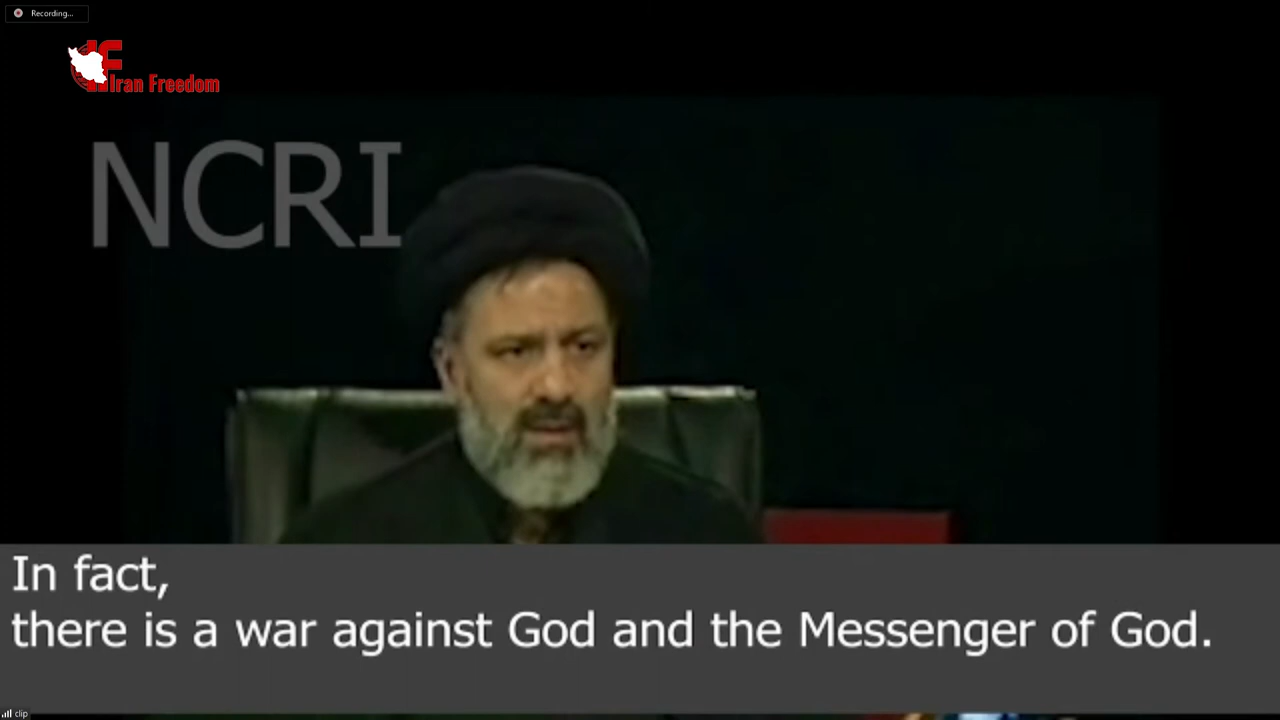 Recording...
Iran Freedom
NCRI
In fact,
there is a war against God and the Messenger of God.
clip